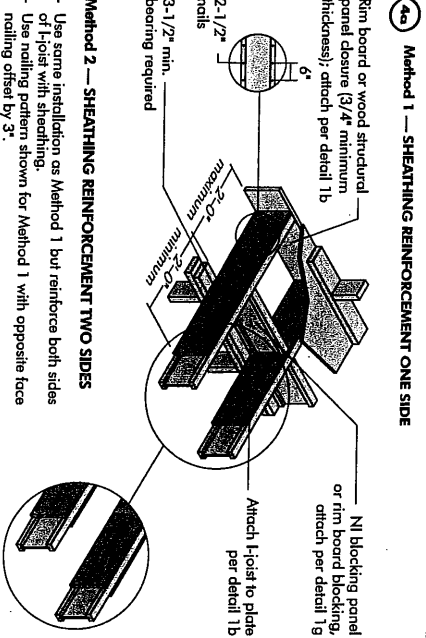 4a Method 1 — SHEATHING REINFORCEMENT ONE SIDE
Rim board or wood structural
panel closure (3/4" minimum
thickness); attach per detail 1b
6"
2-1/2"
nails
3-1/2" min.
bearing required
2'-0"
maximum
2'-0"
minimum
NI blocking panel
or rim board blocking,
attach per detail 1g
Attach I-joist to plate
per detail 1b
Method 2 — SHEATHING REINFORCEMENT TWO SIDES
- Use same installation as Method 1 but reinforce both sides
of I-joist with sheathing.
- Use nailing pattern shown for Method 1 with opposite face
nailing offset by 3".